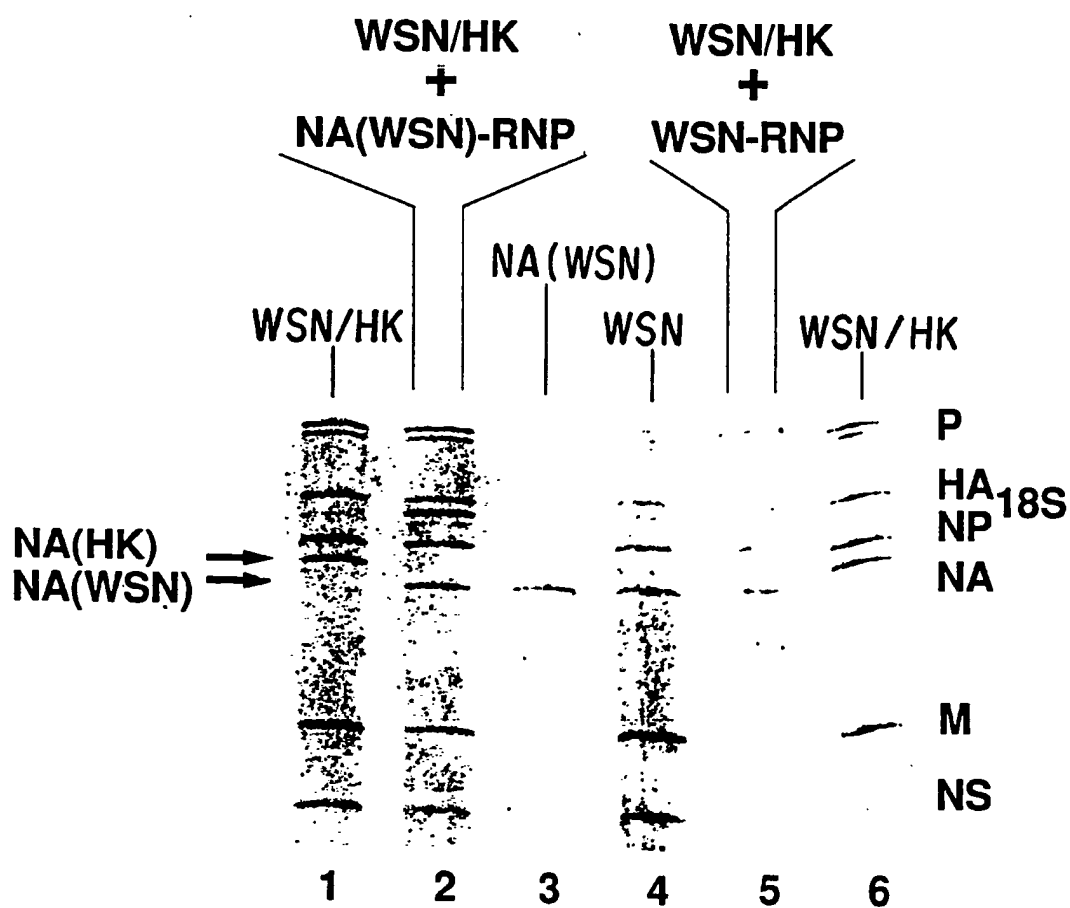 WSN/HK
+
NA(WSN)-RNP
WSN/HK
+
WSN-RNP
NA(WSN)
WSN/HK
WSN
WSN/HK
P
HA
18S
NP
NA
M
NS
NA(HK)
NA(WSN)
1 2 3 4 5 6